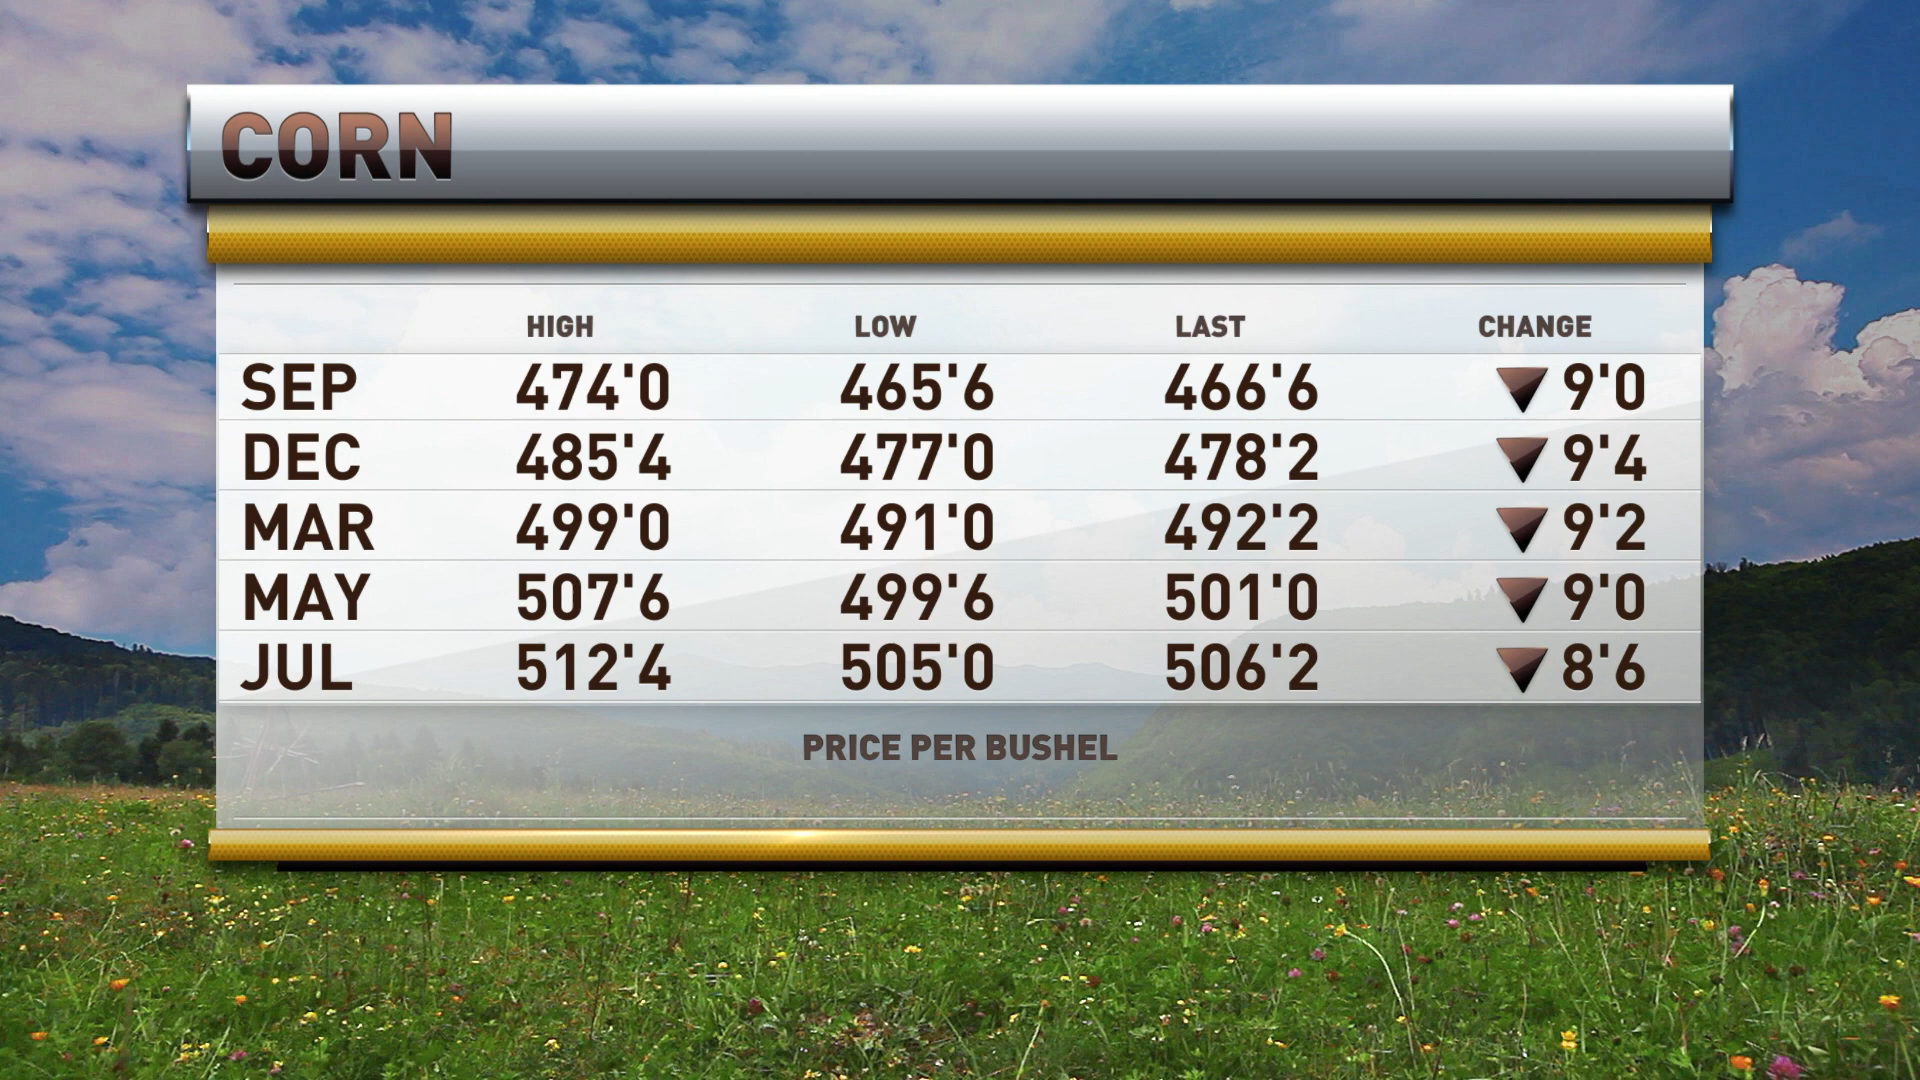 CORN
HIGH LOW LAST CHANGE
SEP 474'0 465'6 466'6 ▼ 9'0
DEC 485'4 477'0 478'2 ▼ 9'4
MAR 499'0 491'0 492'2 ▼ 9'2
MAY 507'6 499'6 501'0 ▼ 9'0
JUL 512'4 505'0 506'2 ▼ 8'6
PRICE PER BUSHEL